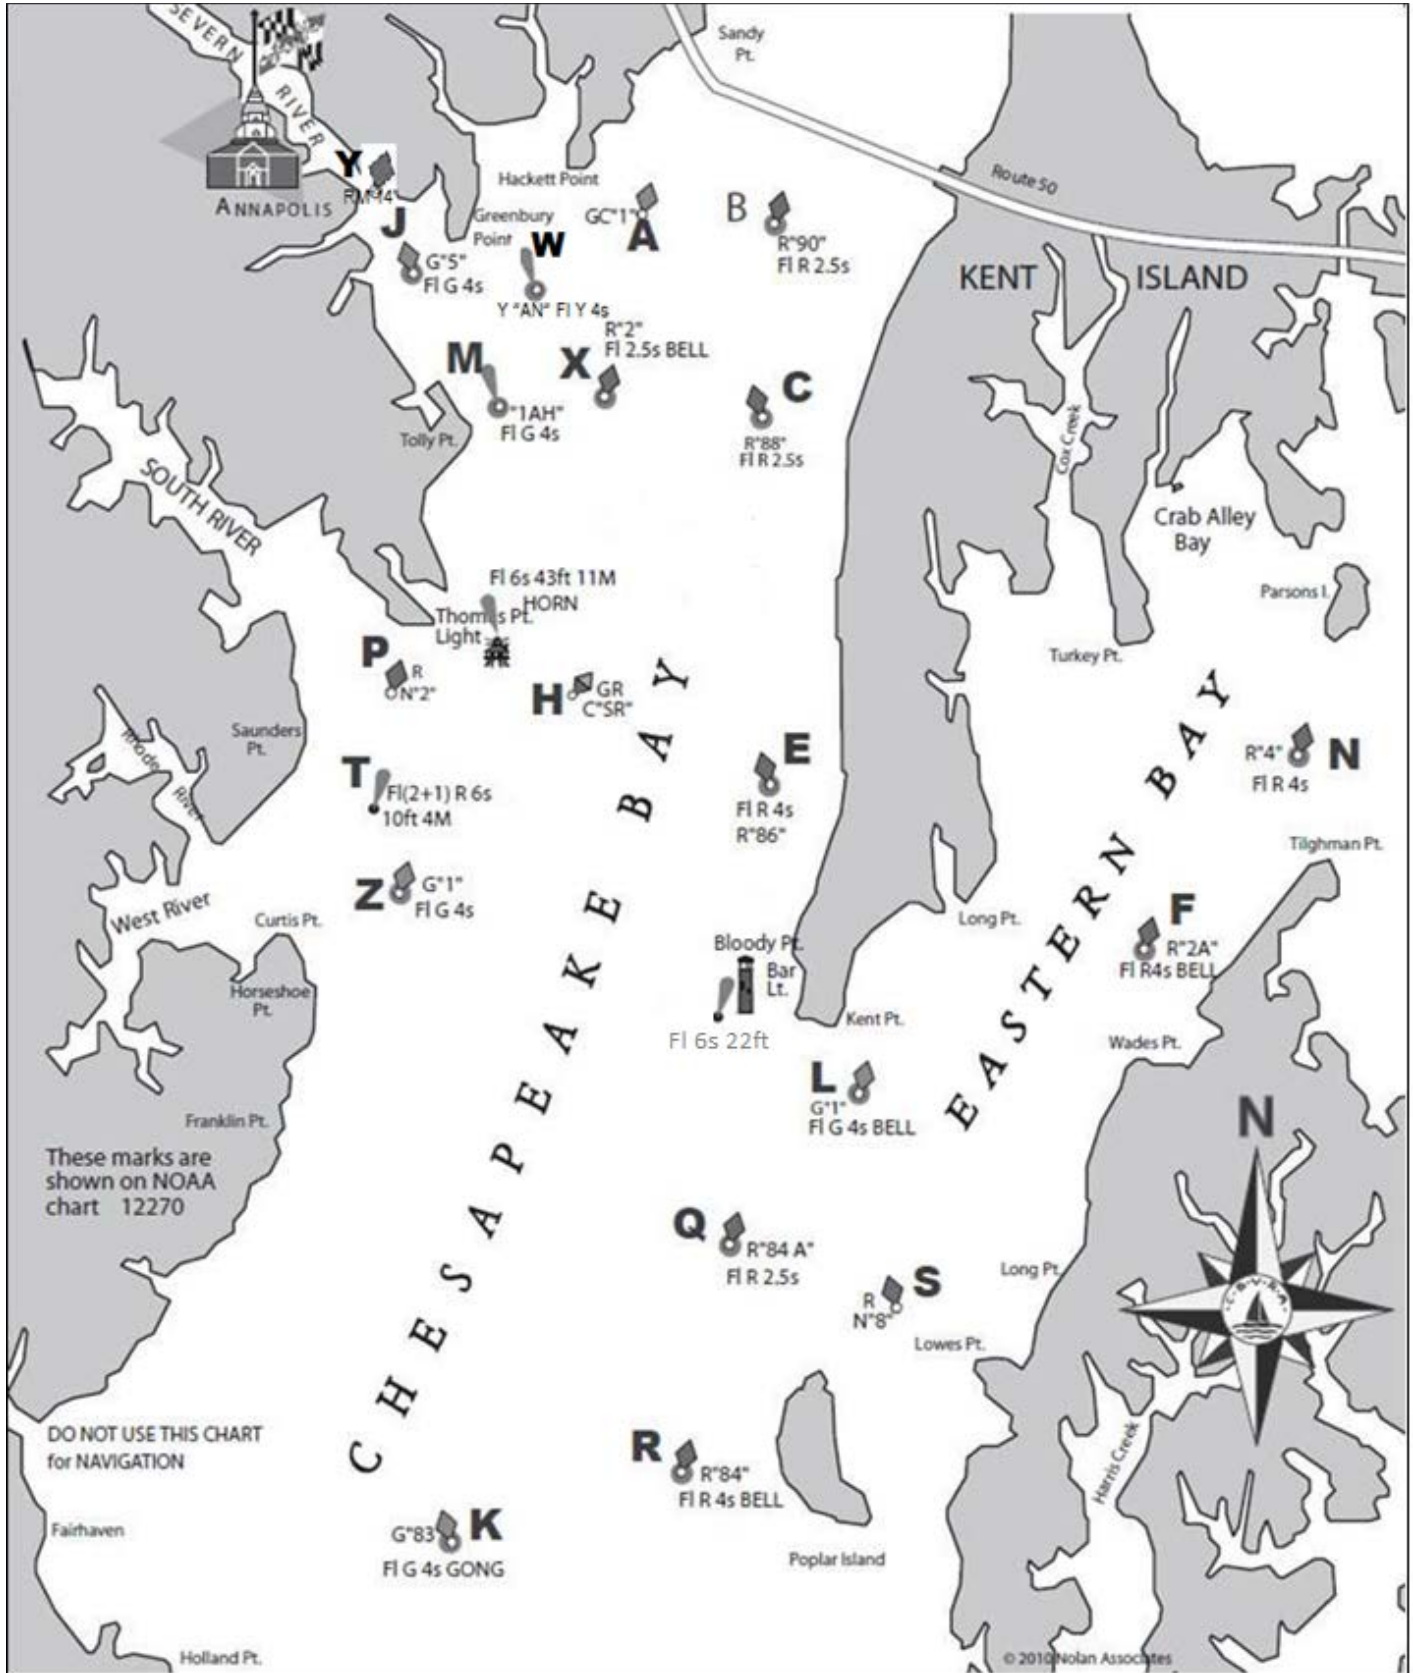 SEVERN
RIVER
Sandy
Pt.
Y
ANNAPOLIS
Hackett Point
Route 50
J
Greenbury
Point
W
GC"1"
A
B
R"90"
Fl R 2.5s
KENT ISLAND
G"5"
Fl G 4s
Y "AN" Fl Y 4s
R"2"
Fl 2.5s BELL
M
X
"1AH"
Fl G 4s
C
R"88"
Fl R 2.5s
Tolly Pt.
Cox Creek
SOUTH RIVER
Crab Alley
Bay
Fl 6s 43ft 11M
HORN
Thomas Pt.
Light
Parsons I.
Turkey Pt.
P
R
N"2"
H
GR
C"SR"
Saunders
Pt.
Rhode
River
T
Fl(2+1) R 6s
10ft 4M
E
Fl R 4s
R"86"
R"4"
N
Fl R 4s
Tilghman Pt.
Z
G"1"
Fl G 4s
West River
Curtis Pt.
Long Pt.
F
R"2A"
Fl R4s BELL
Bloody Pt.
Bar
Lt.
Fl 6s 22ft
Horseshoe
Pt.
Kent Pt.
Wades Pt.
L
G"1"
Fl G 4s BELL
CHESAPEAKE BAY
EASTERN BAY
Franklin Pt.
N
These marks are
shown on NOAA
chart 12270
Q
R"84 A"
Fl R 2.5s
S
R
N"8"
Long Pt.
Lowes Pt.
C·B·Y·R·A
DO NOT USE THIS CHART
for NAVIGATION
R
R"84"
Fl R 4s BELL
Harris Creek
Fairhaven
G"83"
K
Fl G 4s GONG
Poplar Island
Holland Pt.
© 2010 Nolan Associates